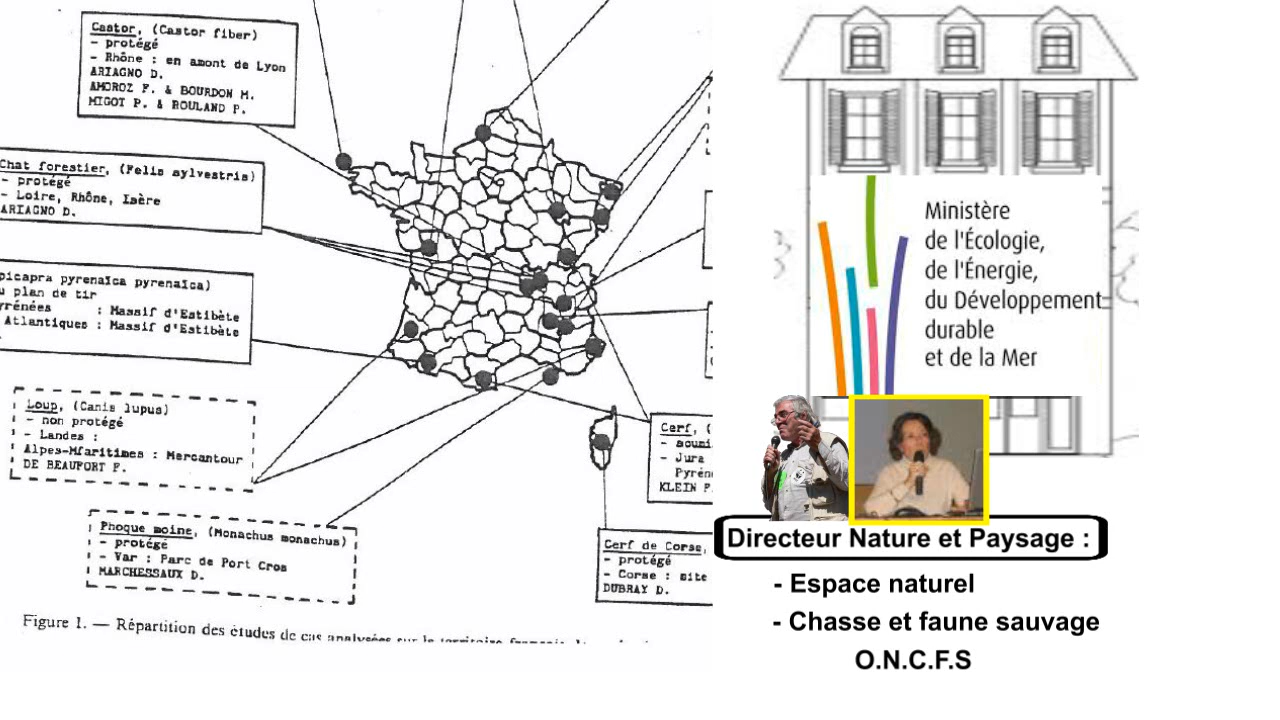 Castor, (Castor fiber)
- protégé
- Rhône : en amont de Lyon
ARIAGNO D.
AMOROZ F. & BOURDON M.
MIGOT P. & ROULAND P.
Chat forestier, (Felis sylvestris)
- protégé
- Loire, Rhône, Isère
ARIAGNO D.
picapra pyrenaïca pyrenaïca)
u plan de tir
yrénées : Massif d'Estibète
Atlantiques : Massif d'Estibète
Loup, (Canis lupus)
- non protégé
- Landes :
Alpes-Maritimes : Mercantour
DE BEAUFORT F.
Phoque moine, (Monachus monachus)
- protégé
- Var : Parc de Port Cros
MARCHESSAUX D.
Cerf, (
- soumi
- Jura
Pyrén
KLEIN F.
Cerf de Corse,
- protégé
- Corse : site
DUBRAY D.
Figure 1. — Répartition des études de cas analysées sur le territoire français
Ministère
de l'Écologie,
de l'Énergie,
du Développement
durable
et de la Mer
Directeur Nature et Paysage :
- Espace naturel
- Chasse et faune sauvage
O.N.C.F.S